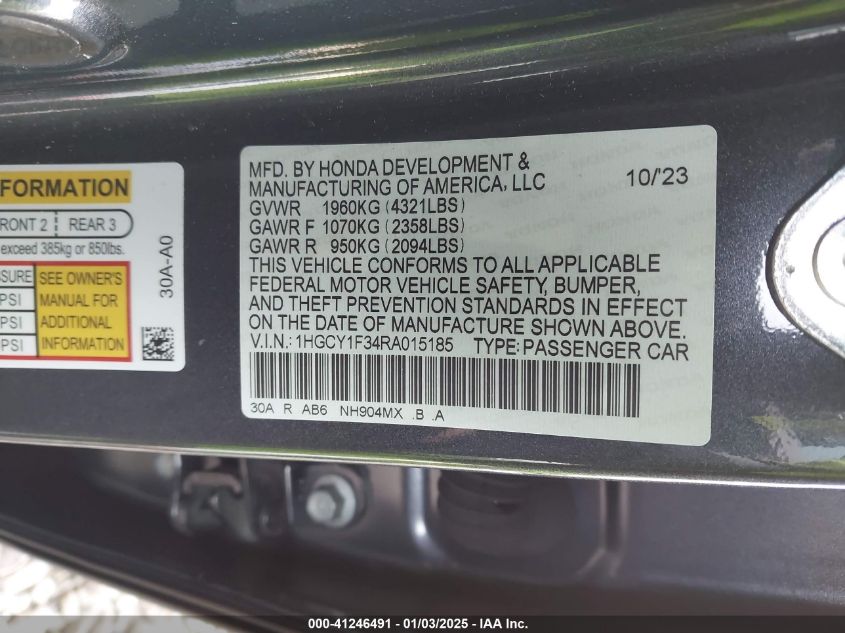 FORMATION
FRONT 2 REAR 3
exceed 385kg or 850lbs.
SSURE SEE OWNER'S
PSI MANUAL FOR
PSI ADDITIONAL
PSI INFORMATION
30A-A0
MFD. BY HONDA DEVELOPMENT &
MANUFACTURING OF AMERICA, LLC 10/'23
GVWR 1960KG (4321LBS)
GAWR F 1070KG (2358LBS)
GAWR R 950KG (2094LBS)
THIS VEHICLE CONFORMS TO ALL APPLICABLE
FEDERAL MOTOR VEHICLE SAFETY, BUMPER,
AND THEFT PREVENTION STANDARDS IN EFFECT
ON THE DATE OF MANUFACTURE SHOWN ABOVE.
V.I.N.: 1HGCY1F34RA015185 TYPE: PASSENGER CAR
30A R AB6 NH904MX .B .A
000-41246491 - 01/03/2025 - IAA Inc.